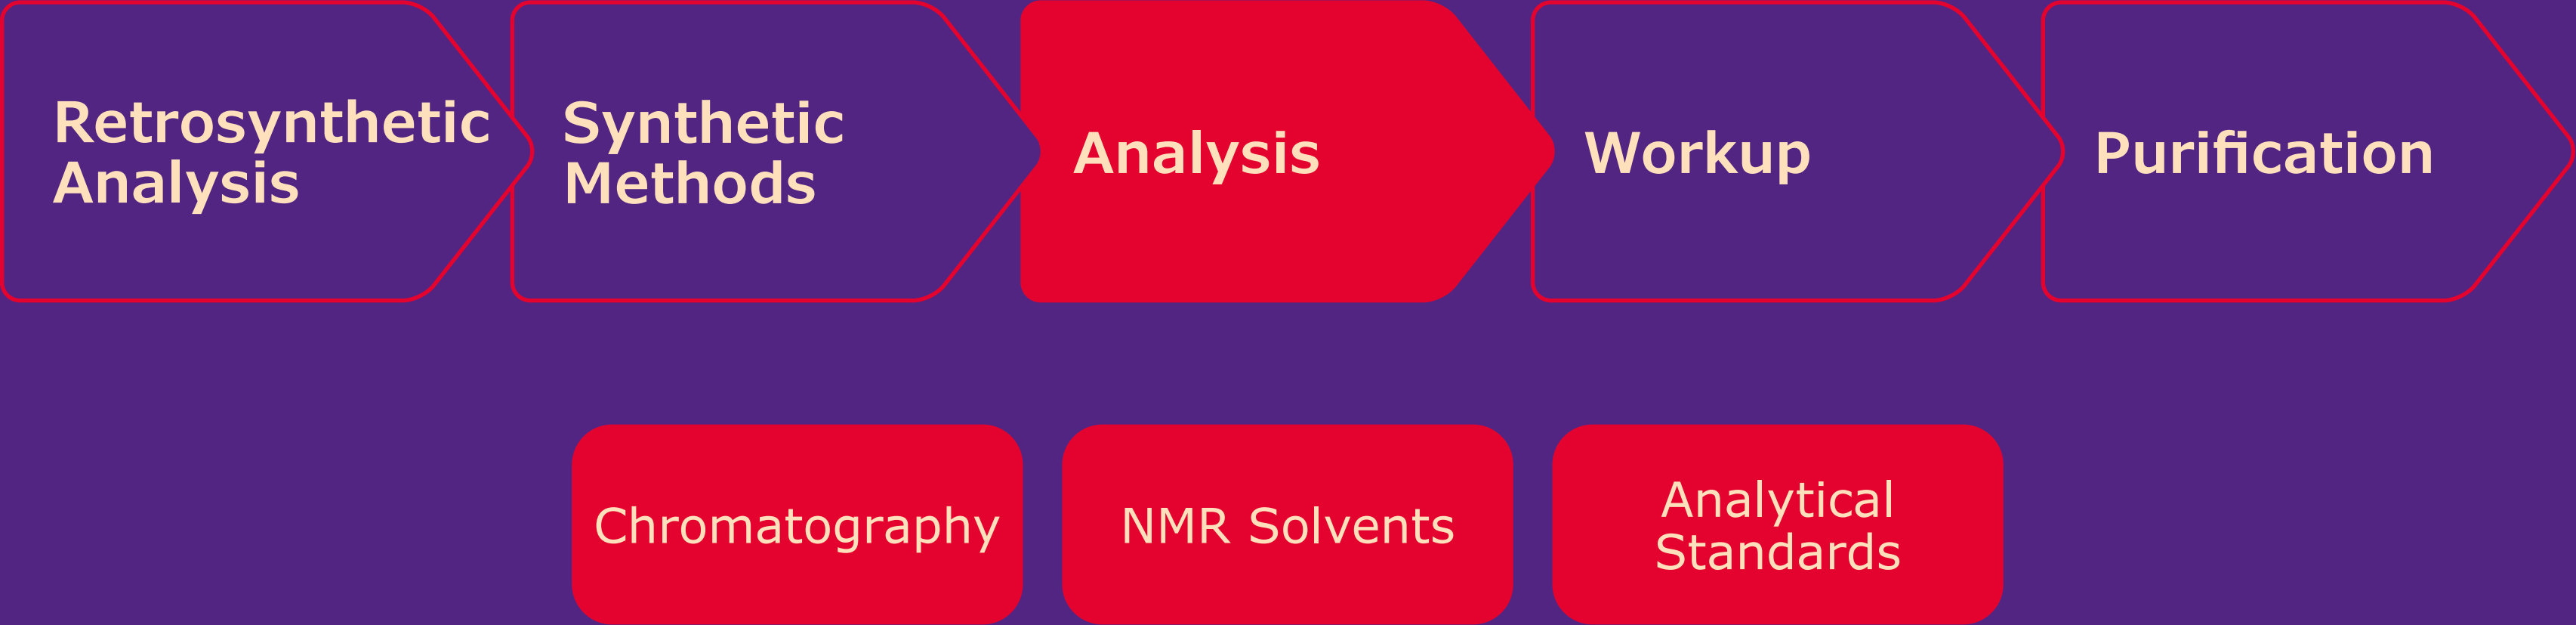 Retrosynthetic
Analysis
Synthetic
Methods
Analysis
Workup
Purification
Chromatography
NMR Solvents
Analytical
Standards